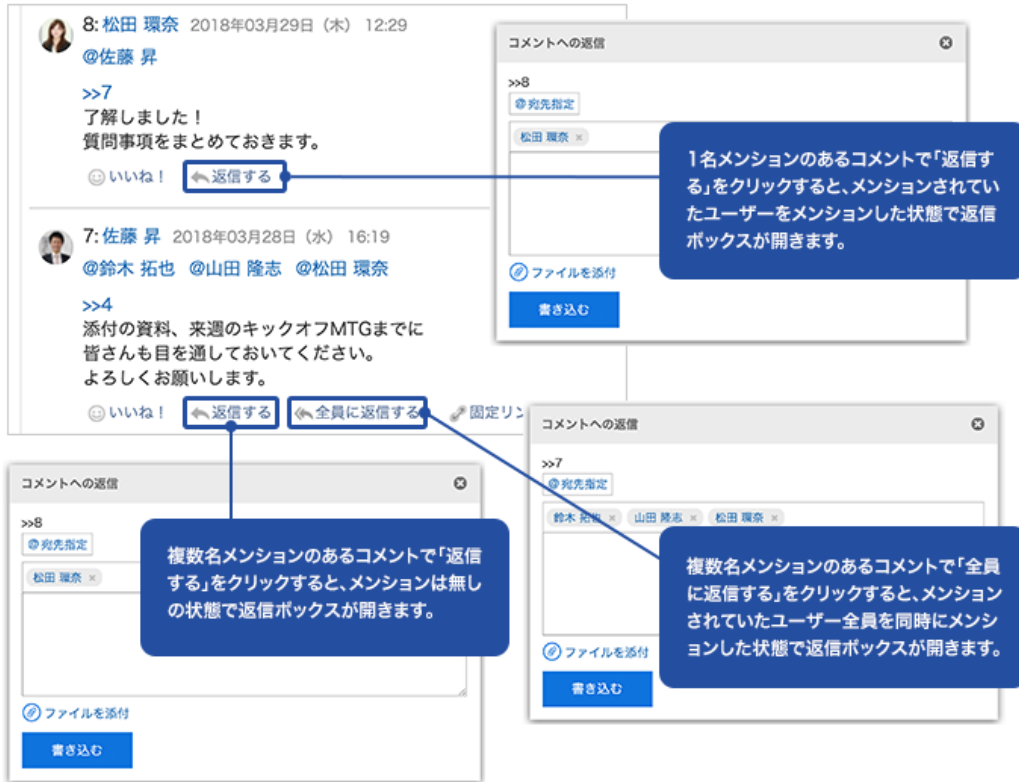 8: 松田 環奈 2018年03月29日（木） 12:29
@佐藤 昇
>>7
了解しました！
質問事項をまとめておきます。
いいね！ 返信する
7: 佐藤 昇 2018年03月28日（水） 16:19
@鈴木 拓也 @山田 隆志 @松田 環奈
>>4
添付の資料、来週のキックオフMTGまでに
皆さんも目を通しておいてください。
よろしくお願いします。
いいね！ 返信する 全員に返信する 固定リン
コメントへの返信
>>8
@宛先指定
松田 環奈 ×
1名メンションのあるコメントで「返信す
る」をクリックすると、メンションされてい
たユーザーをメンションした状態で返信
ボックスが開きます。
ファイルを添付
書き込む
コメントへの返信
>>8
@宛先指定
松田 環奈 ×
複数名メンションのあるコメントで「返信
する」をクリックすると、メンションは無し
の状態で返信ボックスが開きます。
ファイルを添付
書き込む
コメントへの返信
>>7
@宛先指定
鈴木 拓也 × 山田 隆志 × 松田 環奈 ×
複数名メンションのあるコメントで「全員
に返信する」をクリックすると、メンション
されていたユーザー全員を同時にメンシ
ョンした状態で返信ボックスが開きます。
ファイルを添付
書き込む